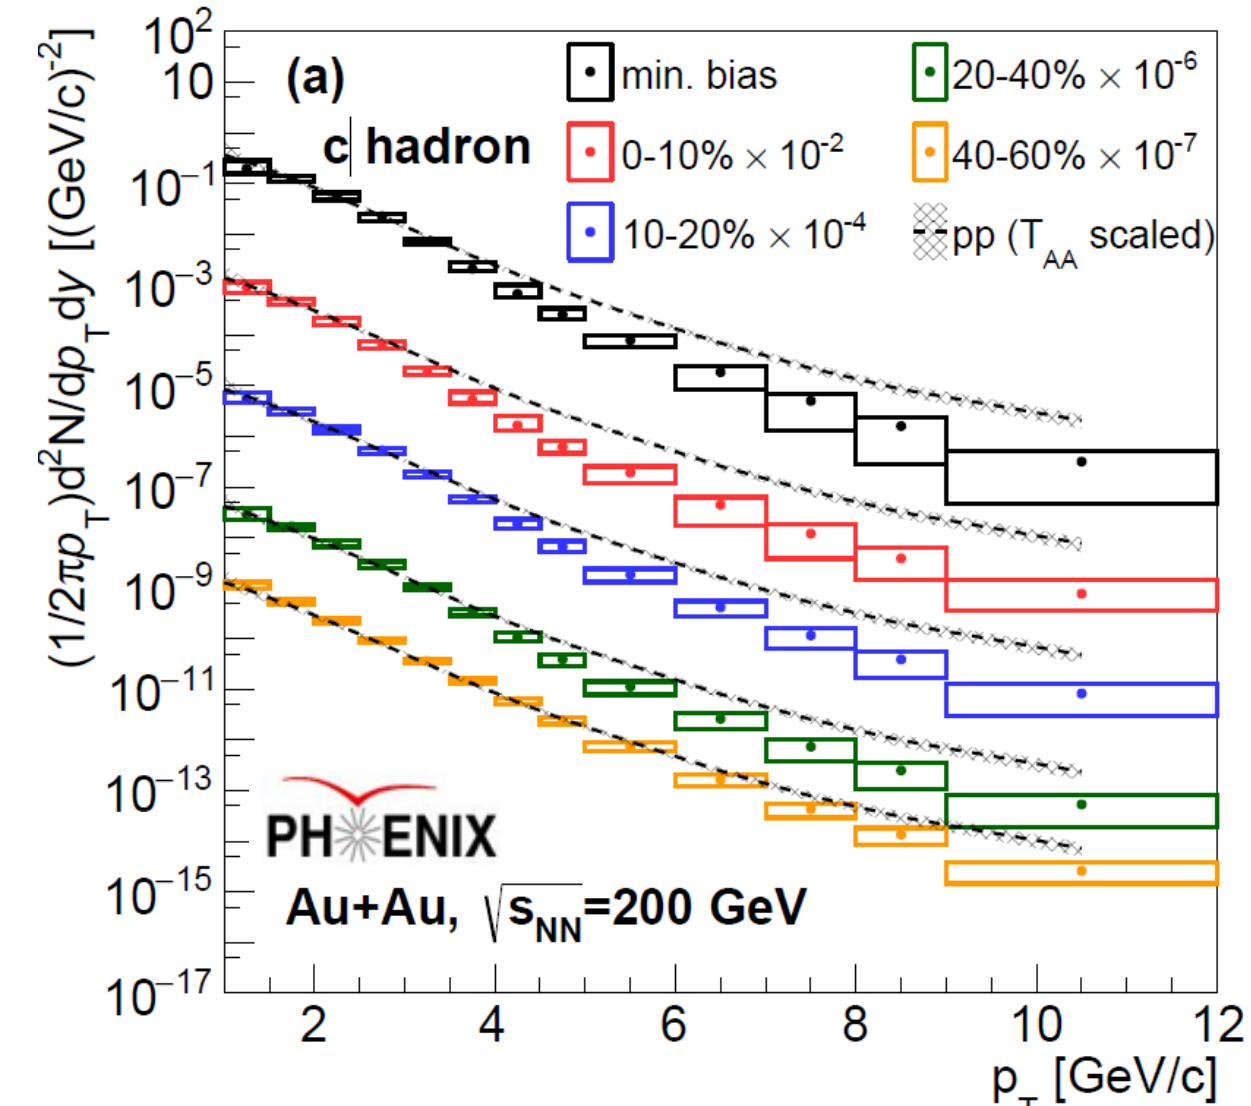 (a)
c| hadron
min. bias
0-10% × 10⁻²
10-20% × 10⁻⁴
20-40% × 10⁻⁶
40-60% × 10⁻⁷
pp (T_AA scaled)
(1/2πp_T)d²N/dp_Tdy [(GeV/c)⁻²]
10²
10
10⁻¹
10⁻³
10⁻⁵
10⁻⁷
10⁻⁹
10⁻¹¹
10⁻¹³
10⁻¹⁵
10⁻¹⁷
PHENIX
Au+Au, √s_NN=200 GeV
2 4 6 8 10 12
p_T [GeV/c]